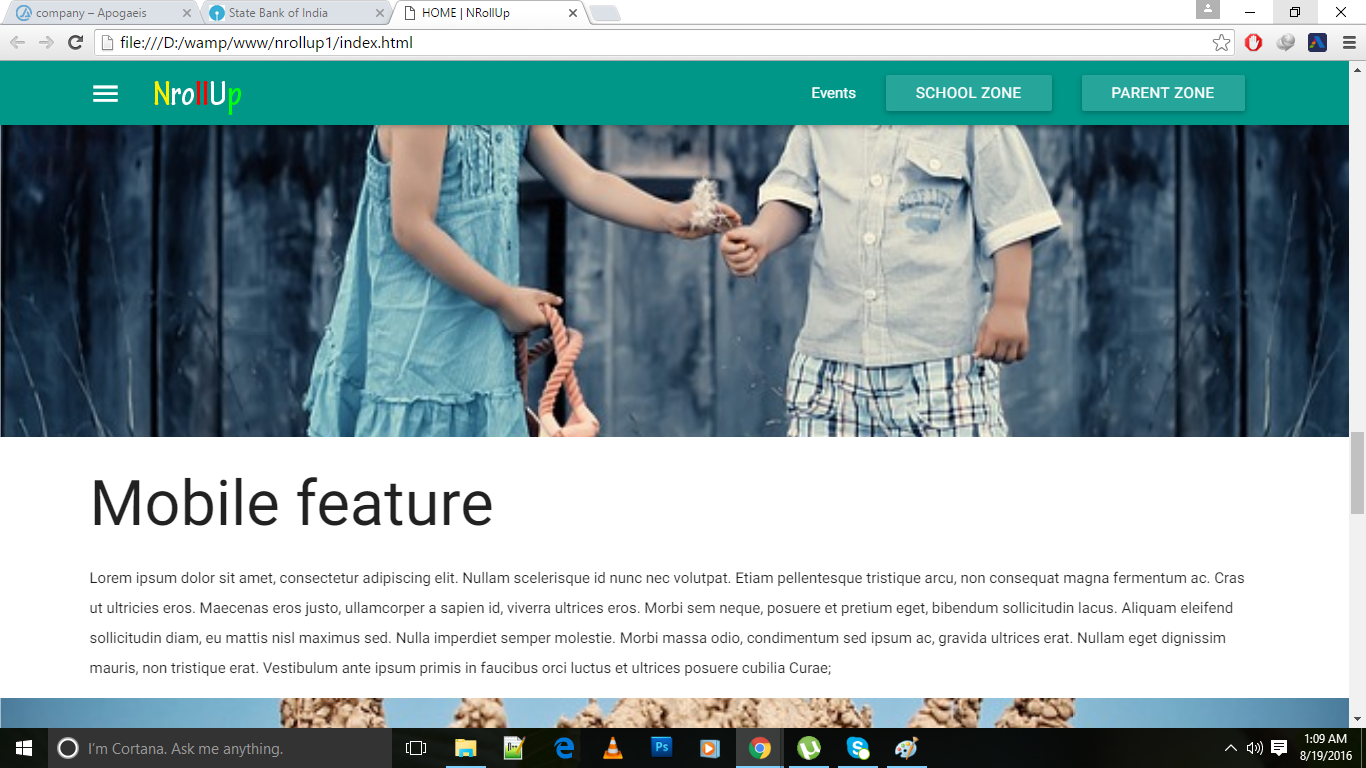 company – Apogaeis
State Bank of India
HOME | NRollUp
file:///D:/wamp/www/nrollup1/index.html
NrollUp
Events
SCHOOL ZONE
PARENT ZONE
Mobile feature
Lorem ipsum dolor sit amet, consectetur adipiscing elit. Nullam scelerisque id nunc nec volutpat. Etiam pellentesque tristique arcu, non consequat magna fermentum ac. Cras
ut ultricies eros. Maecenas eros justo, ullamcorper a sapien id, viverra ultrices eros. Morbi sem neque, posuere et pretium eget, bibendum sollicitudin lacus. Aliquam eleifend
sollicitudin diam, eu mattis nisl maximus sed. Nulla imperdiet semper molestie. Morbi massa odio, condimentum sed ipsum ac, gravida ultrices erat. Nullam eget dignissim
mauris, non tristique erat. Vestibulum ante ipsum primis in faucibus orci luctus et ultrices posuere cubilia Curae;
I'm Cortana. Ask me anything.
Ps
1:09 AM
8/19/2016